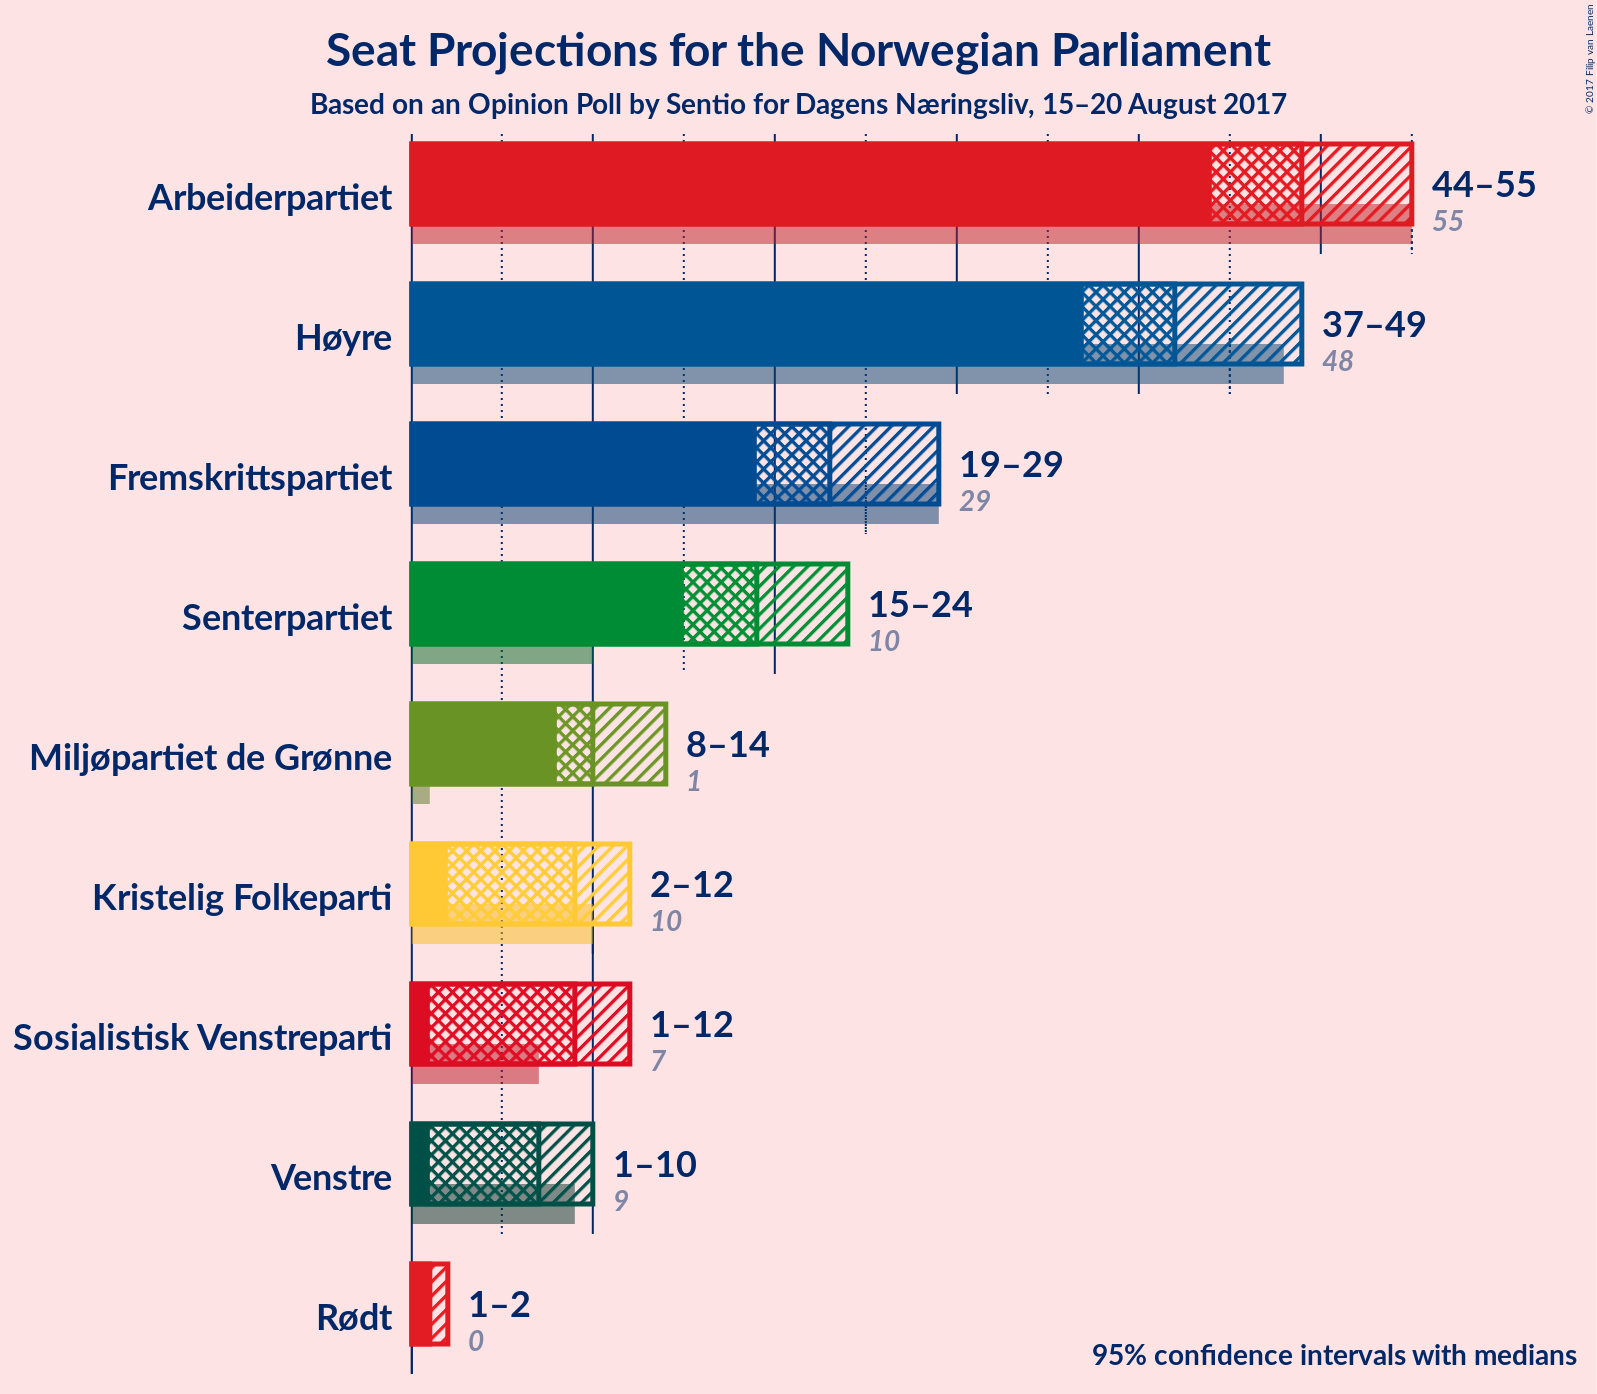 © 2017 Filip van Laenen
Seat Projections for the Norwegian Parliament
Based on an Opinion Poll by Sentio for Dagens Næringsliv, 15–20 August 2017
Arbeiderpartiet
44–55
55
Høyre
37–49
48
Fremskrittspartiet
19–29
29
Senterpartiet
15–24
10
Miljøpartiet de Grønne
8–14
1
Kristelig Folkeparti
2–12
10
Sosialistisk Venstreparti
1–12
7
Venstre
1–10
9
Rødt
1–2
0
95% confidence intervals with medians